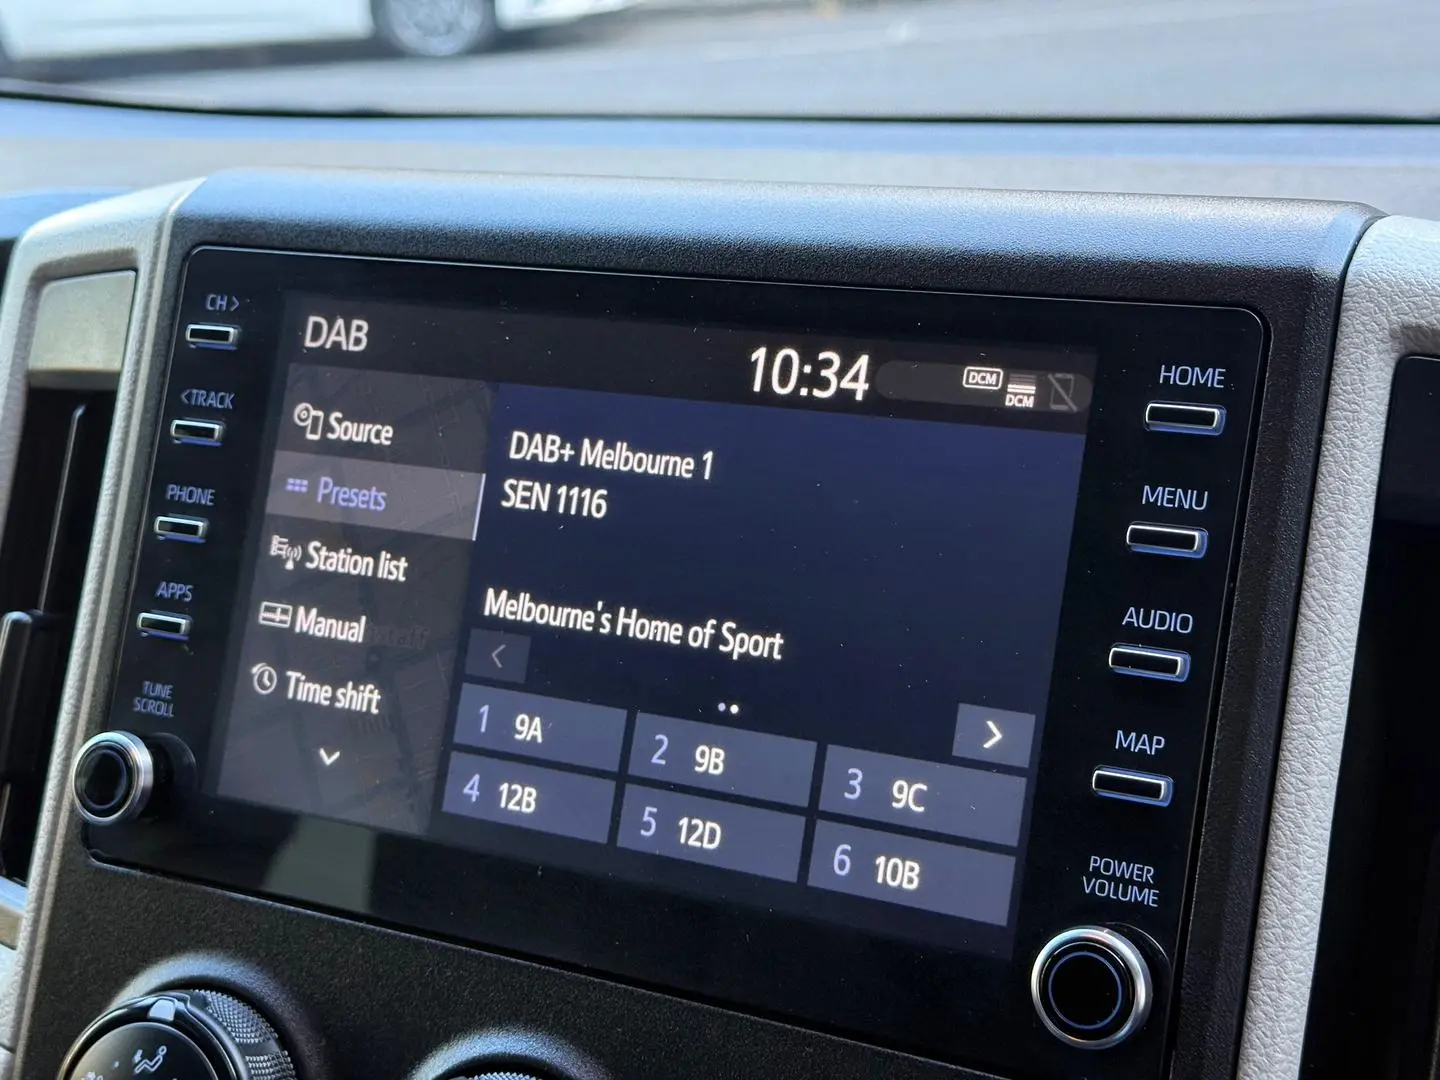 DAB
10:34
DCM
DCM
Source
Presets
Station list
Manual
Time shift
DAB+ Melbourne 1
SEN 1116
Melbourne's Home of Sport
1 9A
2 9B
3 9C
4 12B
5 12D
6 10B
CH >
< TRACK
PHONE
APPS
TUNE
SCROLL
HOME
MENU
AUDIO
MAP
POWER
VOLUME